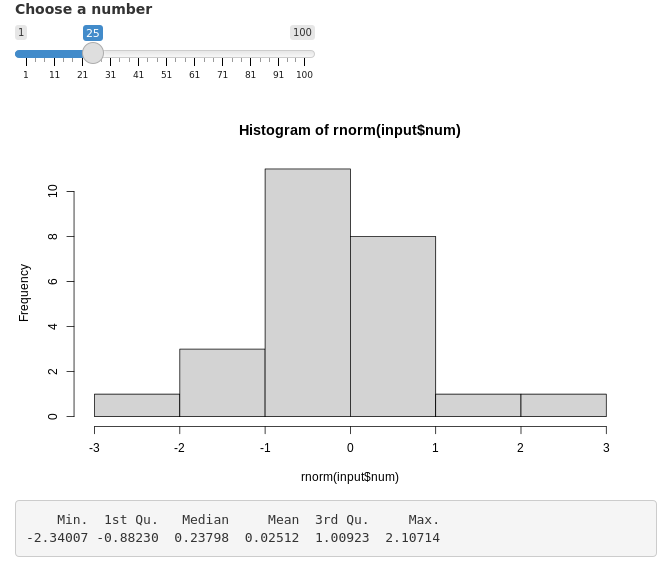 Choose a number
1 25 100
1 11 21 31 41 51 61 71 81 91 100
Histogram of rnorm(input$num)
Frequency
10
8
6
4
2
0
-3 -2 -1 0 1 2 3
rnorm(input$num)
Min. 1st Qu. Median Mean 3rd Qu. Max.
-2.34007 -0.88230 0.23798 0.02512 1.00923 2.10714